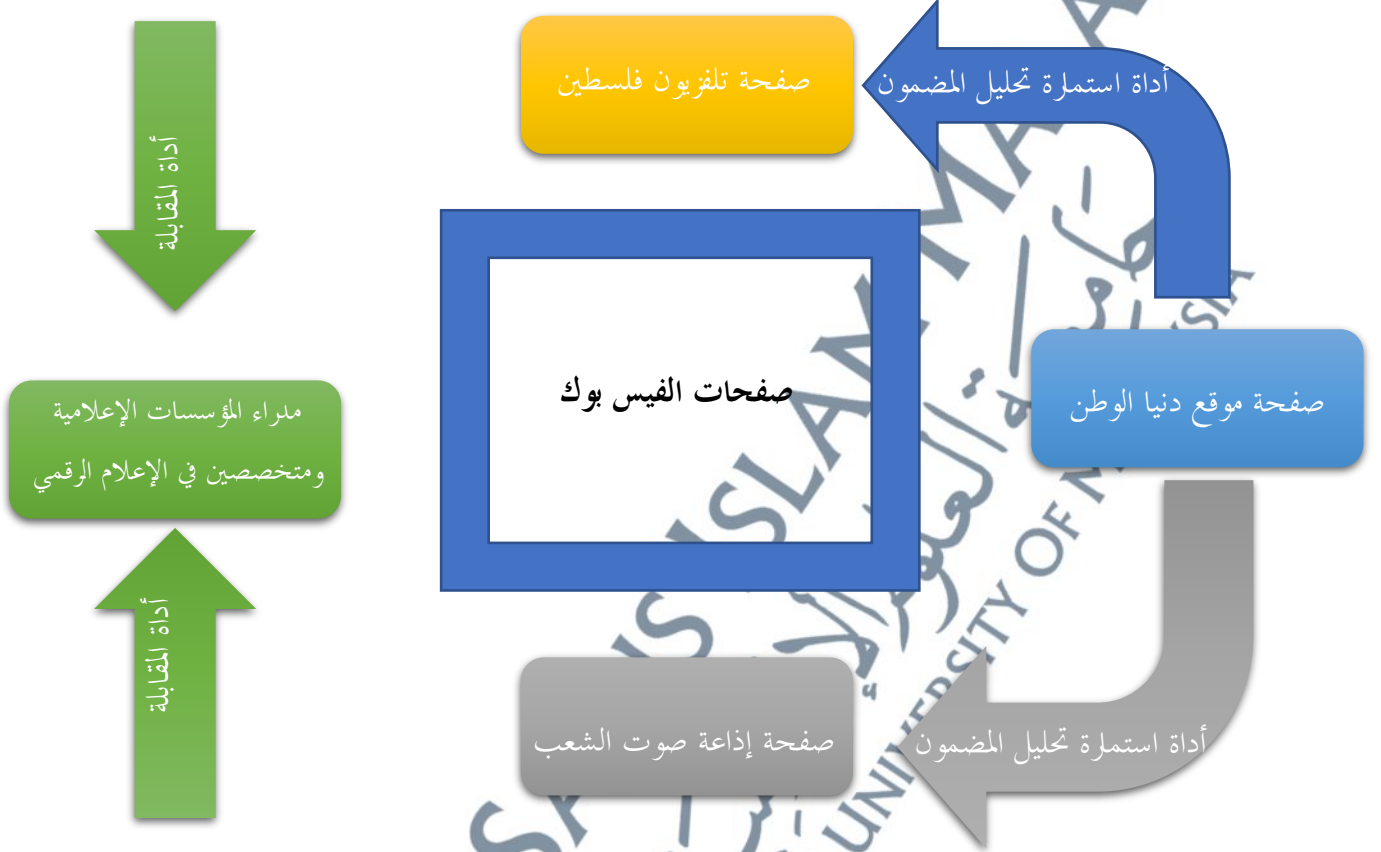 أداة استمارة تحليل المضمون
صفحة تلفزيون فلسطين
أداة المقابلة
صفحات الفيس بوك
صفحة موقع دنيا الوطن
مدراء المؤسسات الإعلامية
ومتخصصين في الإعلام الرقمي
أداة المقابلة
أداة استمارة تحليل المضمون
صفحة إذاعة صوت الشعب